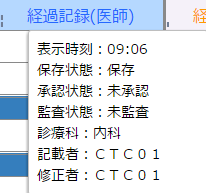 経過記録(医師)
経
表示時刻：09:06
保存状態：保存
承認状態：未承認
監査状態：未監査
診療科：内科
記載者：ＣＴＣ０１
修正者：ＣＴＣ０１